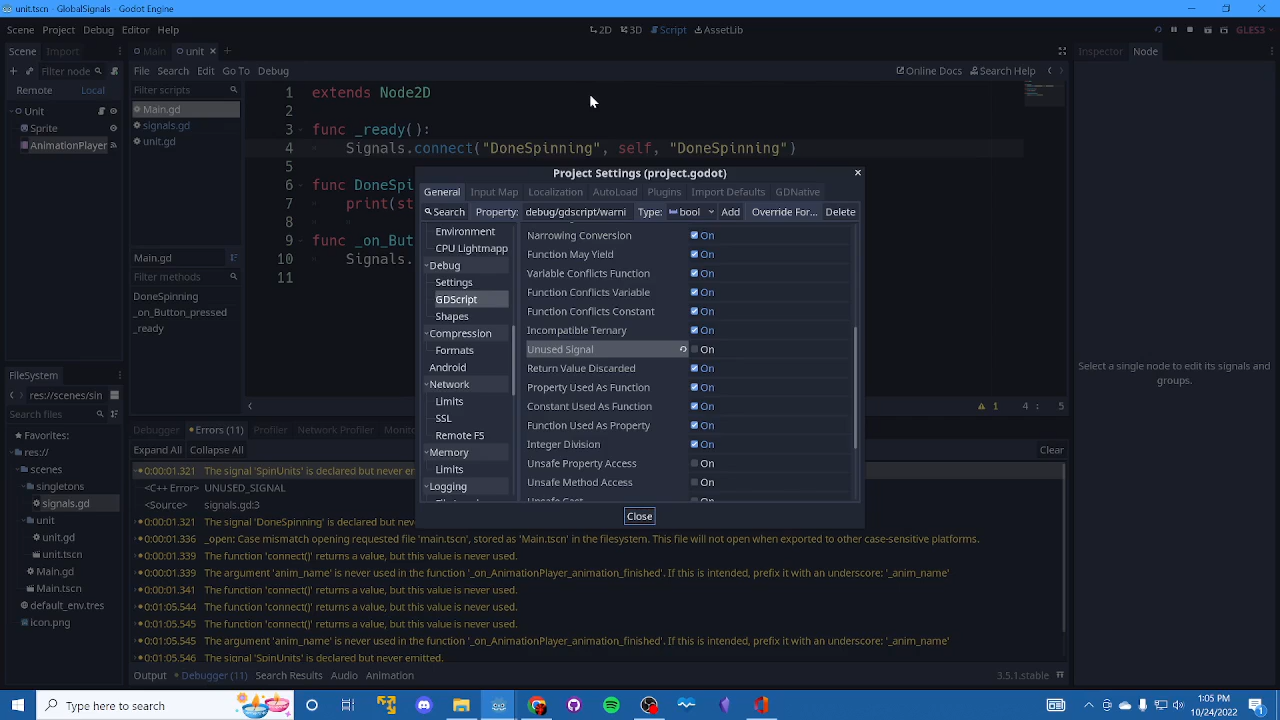 unit.tscn - GlobalSignals - Godot Engine
Scene Project Debug Editor Help
2D 3D Script AssetLib
GLES3
Scene Import
Main unit
Inspector Node
Filter node
File Search Edit Go To Debug
Online Docs Search Help
Remote Local
Filter scripts
Unit
Sprite
AnimationPlayer
Main.gd
signals.gd
unit.gd
1 extends Node2D
2
3 func _ready():
4 Signals.connect("DoneSpinning", self, "DoneSpinning")
5
6 func DoneSpi
7 print(st
8
9 func _on_But
10 Signals.
11
Main.gd
Filter methods
DoneSpinning
_on_Button_pressed
_ready
Project Settings (project.godot)
General Input Map Localization AutoLoad Plugins Import Defaults GDNative
Search Property: debug/gdscript/warni Type: bool Add Override For... Delete
Environment
CPU Lightmapp
Debug
Settings
GDScript
Shapes
Compression
Formats
Android
Network
Limits
SSL
Remote FS
Memory
Limits
Logging
Narrowing Conversion On
Function May Yield On
Variable Conflicts Function On
Function Conflicts Variable On
Function Conflicts Constant On
Incompatible Ternary On
Unused Signal On
Return Value Discarded On
Property Used As Function On
Constant Used As Function On
Function Used As Property On
Integer Division On
Unsafe Property Access On
Unsafe Method Access On
Unsafe Cast On
Close
Select a single node to edit its signals and
groups.
1 4 : 5
FileSystem
res://scenes/sin
Search files
Favorites:
res://
scenes
singletons
signals.gd
unit
unit.gd
unit.tscn
Main.gd
Main.tscn
default_env.tres
icon.png
Debugger Errors (11) Profiler Network Profiler Monito
Expand All Collapse All Clear
0:00:01.321 The signal 'SpinUnits' is declared but never em
<C++ Error> UNUSED_SIGNAL
<Source> signals.gd:3
0:00:01.321 The signal 'DoneSpinning' is declared but neve
0:00:01.336 _open: Case mismatch opening requested file 'main.tscn', stored as 'Main.tscn' in the filesystem. This file will not open when exported to other case-sensitive platforms.
0:00:01.339 The function 'connect()' returns a value, but this value is never used.
0:00:01.339 The argument 'anim_name' is never used in the function '_on_AnimationPlayer_animation_finished'. If this is intended, prefix it with an underscore: '_anim_name'
0:00:01.341 The function 'connect()' returns a value, but this value is never used.
0:01:05.544 The function 'connect()' returns a value, but this value is never used.
0:01:05.545 The function 'connect()' returns a value, but this value is never used.
0:01:05.545 The argument 'anim_name' is never used in the function '_on_AnimationPlayer_animation_finished'. If this is intended, prefix it with an underscore: '_anim_name'
0:01:05.546 The signal 'SpinUnits' is declared but never emitted.
Output Debugger (11) Search Results Audio Animation
3.5.1.stable
Type here to search
1:05 PM
10/24/2022